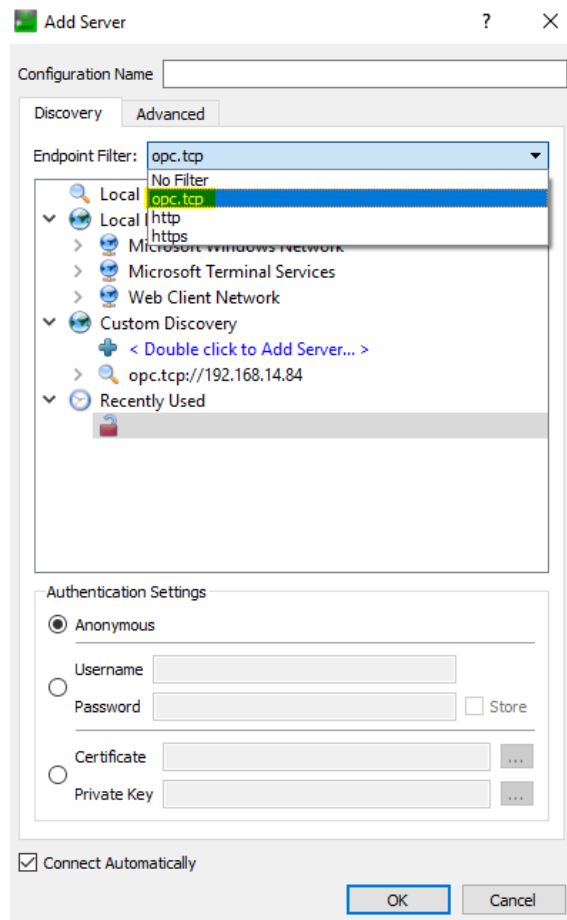 Add Server
?
Configuration Name
Discovery
Advanced
Endpoint Filter: opc.tcp
No Filter
opc.tcp
http
https
Local
Local
Microsoft Windows Network
Microsoft Terminal Services
Web Client Network
Custom Discovery
< Double click to Add Server... >
opc.tcp://192.168.14.84
Recently Used
Authentication Settings
Anonymous
Username
Password
Store
Certificate
...
Private Key
...
Connect Automatically
OK
Cancel